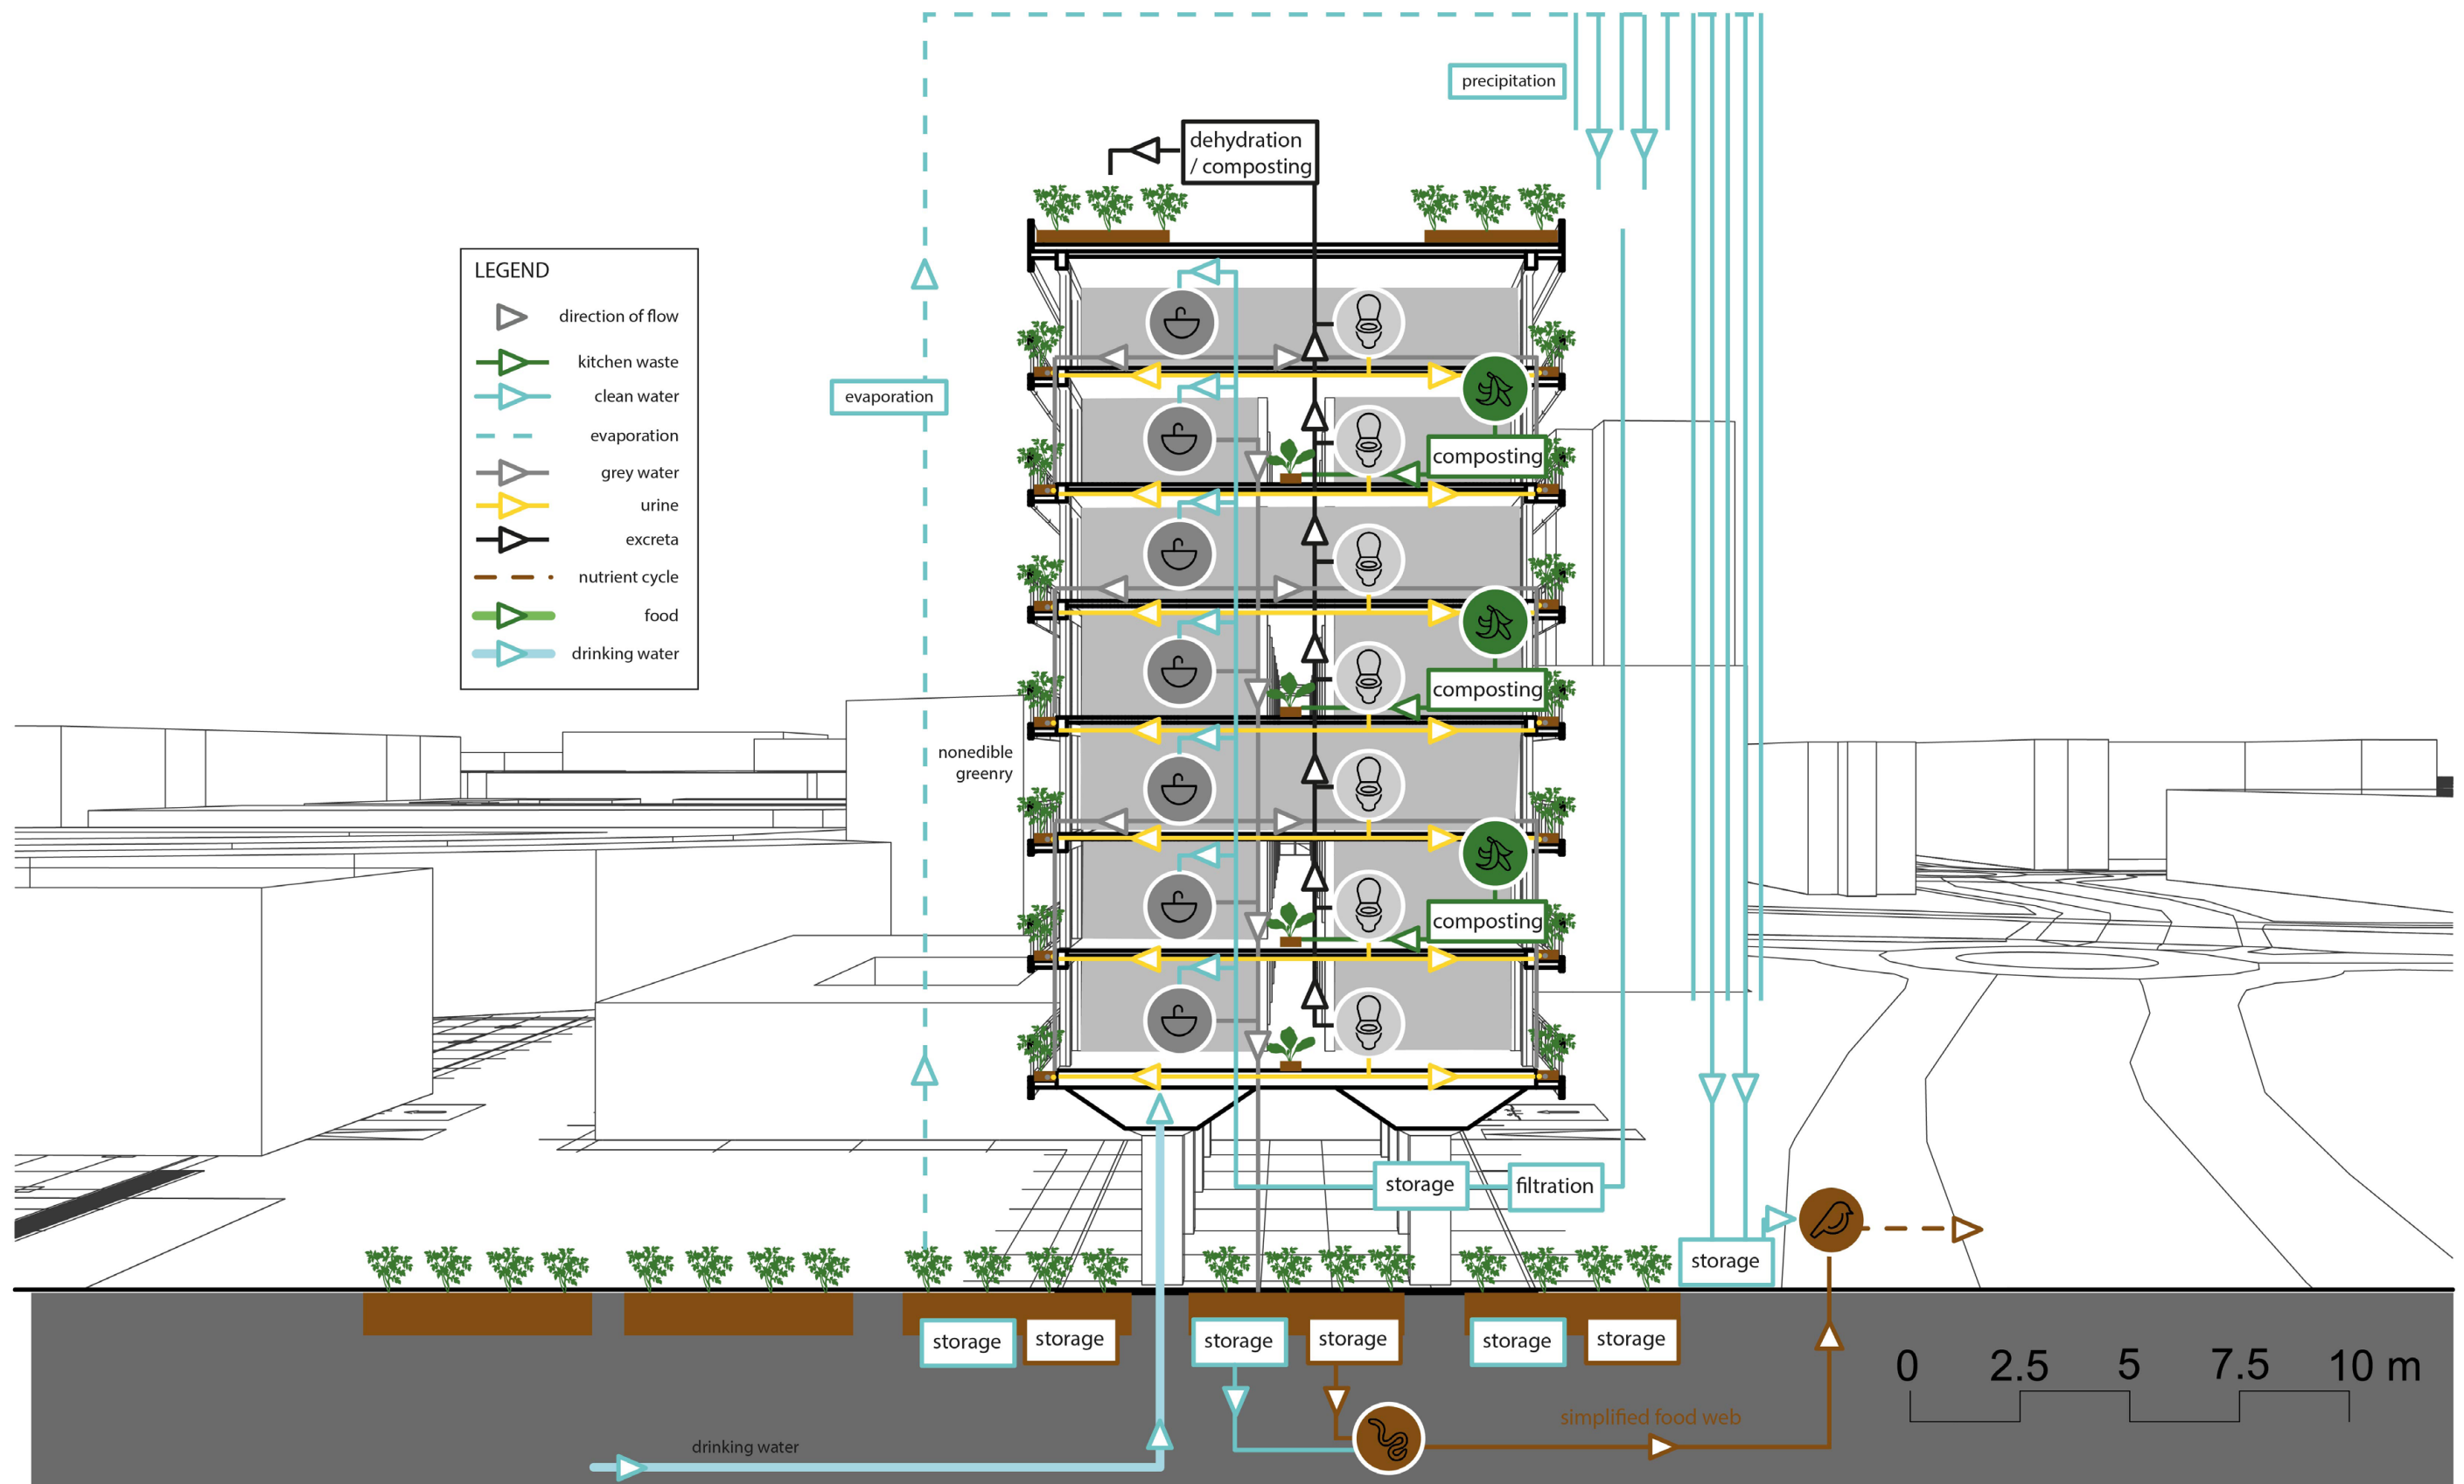 precipitation
dehydration
/ composting
LEGEND
direction of flow
kitchen waste
clean water
evaporation
grey water
urine
excreta
nutrient cycle
food
drinking water
evaporation
composting
composting
nonedible
greenry
composting
storage
filtration
storage
storage
storage
storage
storage
storage
storage
0 2.5 5 7.5 10 m
simplified food web
drinking water